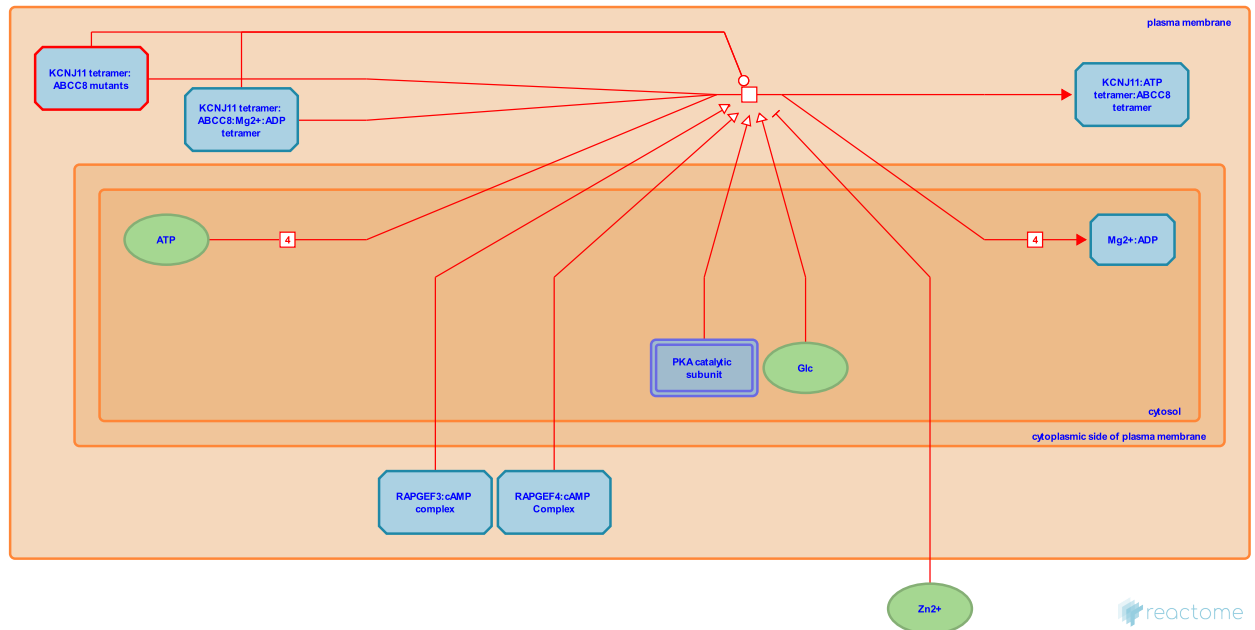 plasma membrane
KCNJ11 tetramer:
ABCC8 mutants
KCNJ11 tetramer:
ABCC8:Mg2+:ADP
tetramer
KCNJ11:ATP
tetramer:ABCC8
tetramer
ATP
4
4
Mg2+:ADP
PKA catalytic
subunit
Glc
cytosol
cytoplasmic side of plasma membrane
RAPGEF3:cAMP
complex
RAPGEF4:cAMP
Complex
Zn2+
reactome